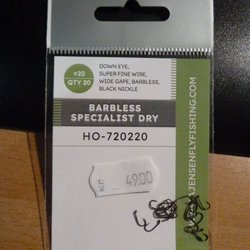 #20
QTY 20
DOWN EYE,
SUPER FINE WIRE,
WIDE GAPE, BARBLESS,
BLACK NICKLE
BARBLESS
SPECIALIST DRY
HO-720220
49.00
AJENSENFLYFISHING.COM